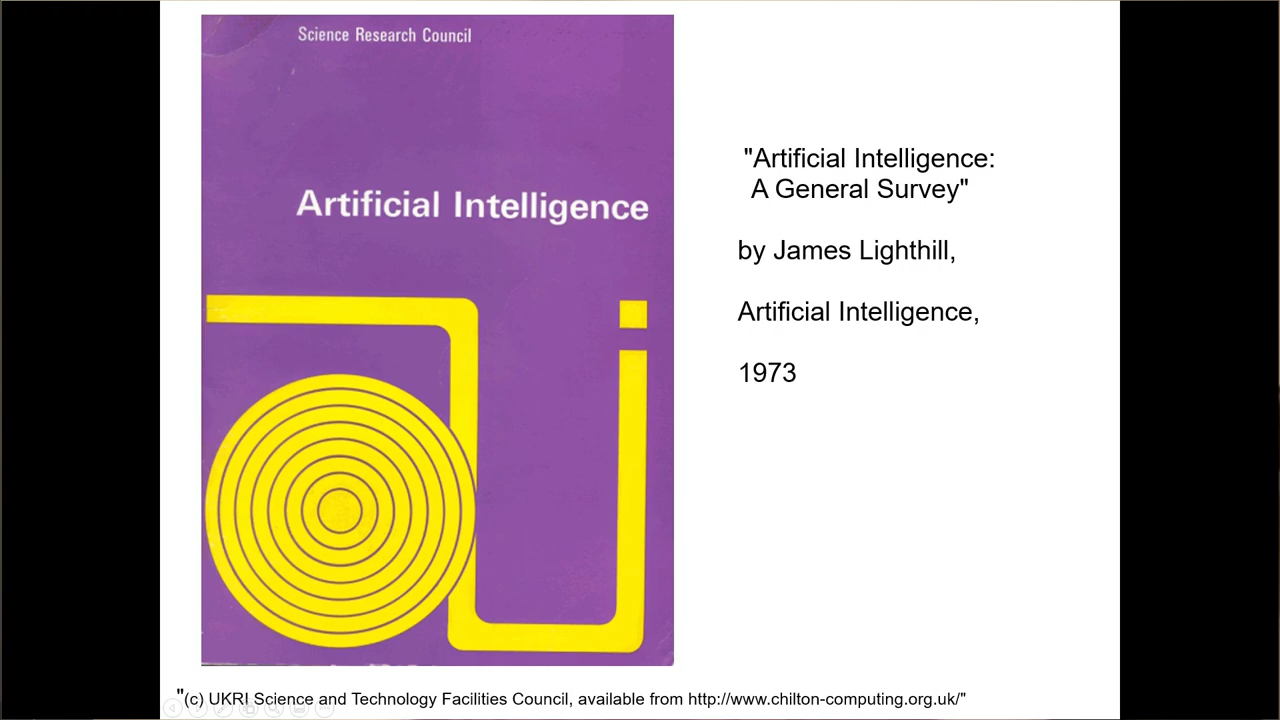 Science Research Council
Artificial Intelligence
ai
"Artificial Intelligence:
A General Survey"
by James Lighthill,
Artificial Intelligence,
1973
"(c) UKRI Science and Technology Facilities Council, available from http://www.chilton-computing.org.uk/"